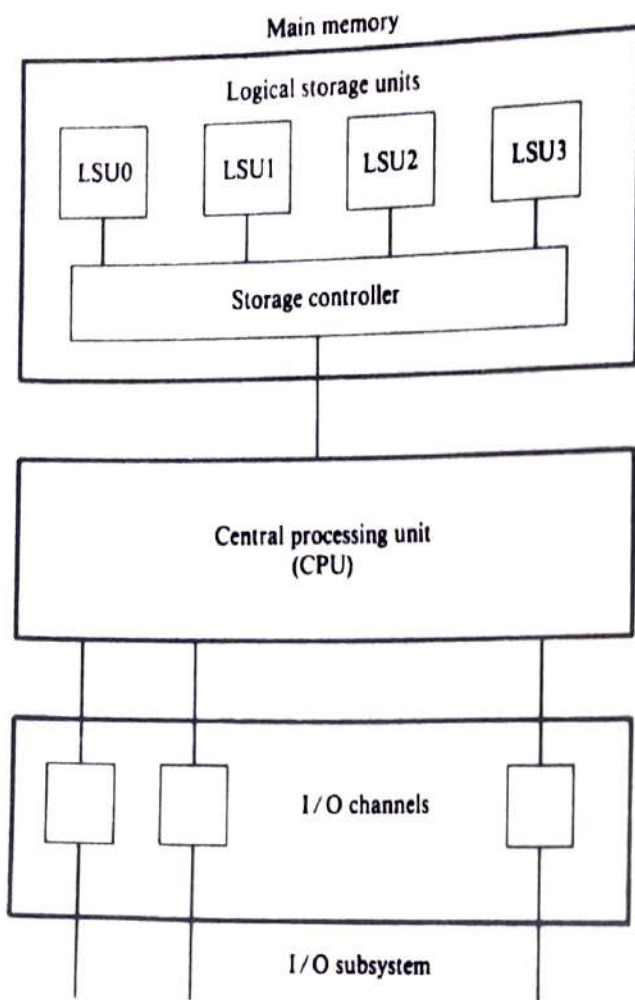 Main memory
Logical storage units
LSU0
LSU1
LSU2
LSU3
Storage controller
Central processing unit
(CPU)
I/O channels
I/O subsystem